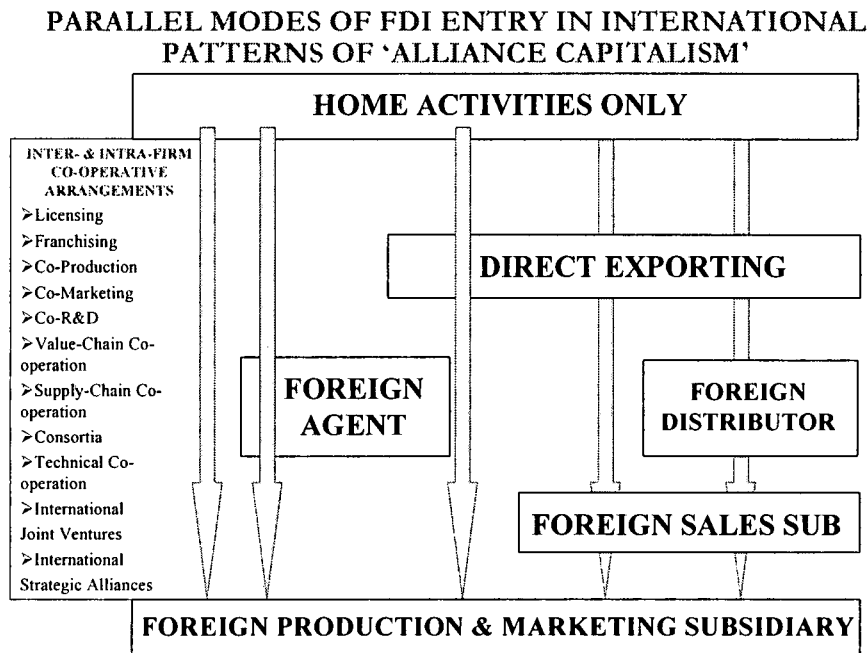 PARALLEL MODES OF FDI ENTRY IN INTERNATIONAL
PATTERNS OF ‘ALLIANCE CAPITALISM’
HOME ACTIVITIES ONLY
INTER- & INTRA-FIRM
CO-OPERATIVE
ARRANGEMENTS
➢Licensing
➢Franchising
➢Co-Production
➢Co-Marketing
➢Co-R&D
➢Value-Chain Co-
operation
➢Supply-Chain Co-
operation
➢Consortia
➢Technical Co-
operation
➢International
Joint Ventures
➢International
Strategic Alliances
DIRECT EXPORTING
FOREIGN
AGENT
FOREIGN
DISTRIBUTOR
FOREIGN SALES SUB
FOREIGN PRODUCTION & MARKETING SUBSIDIARY